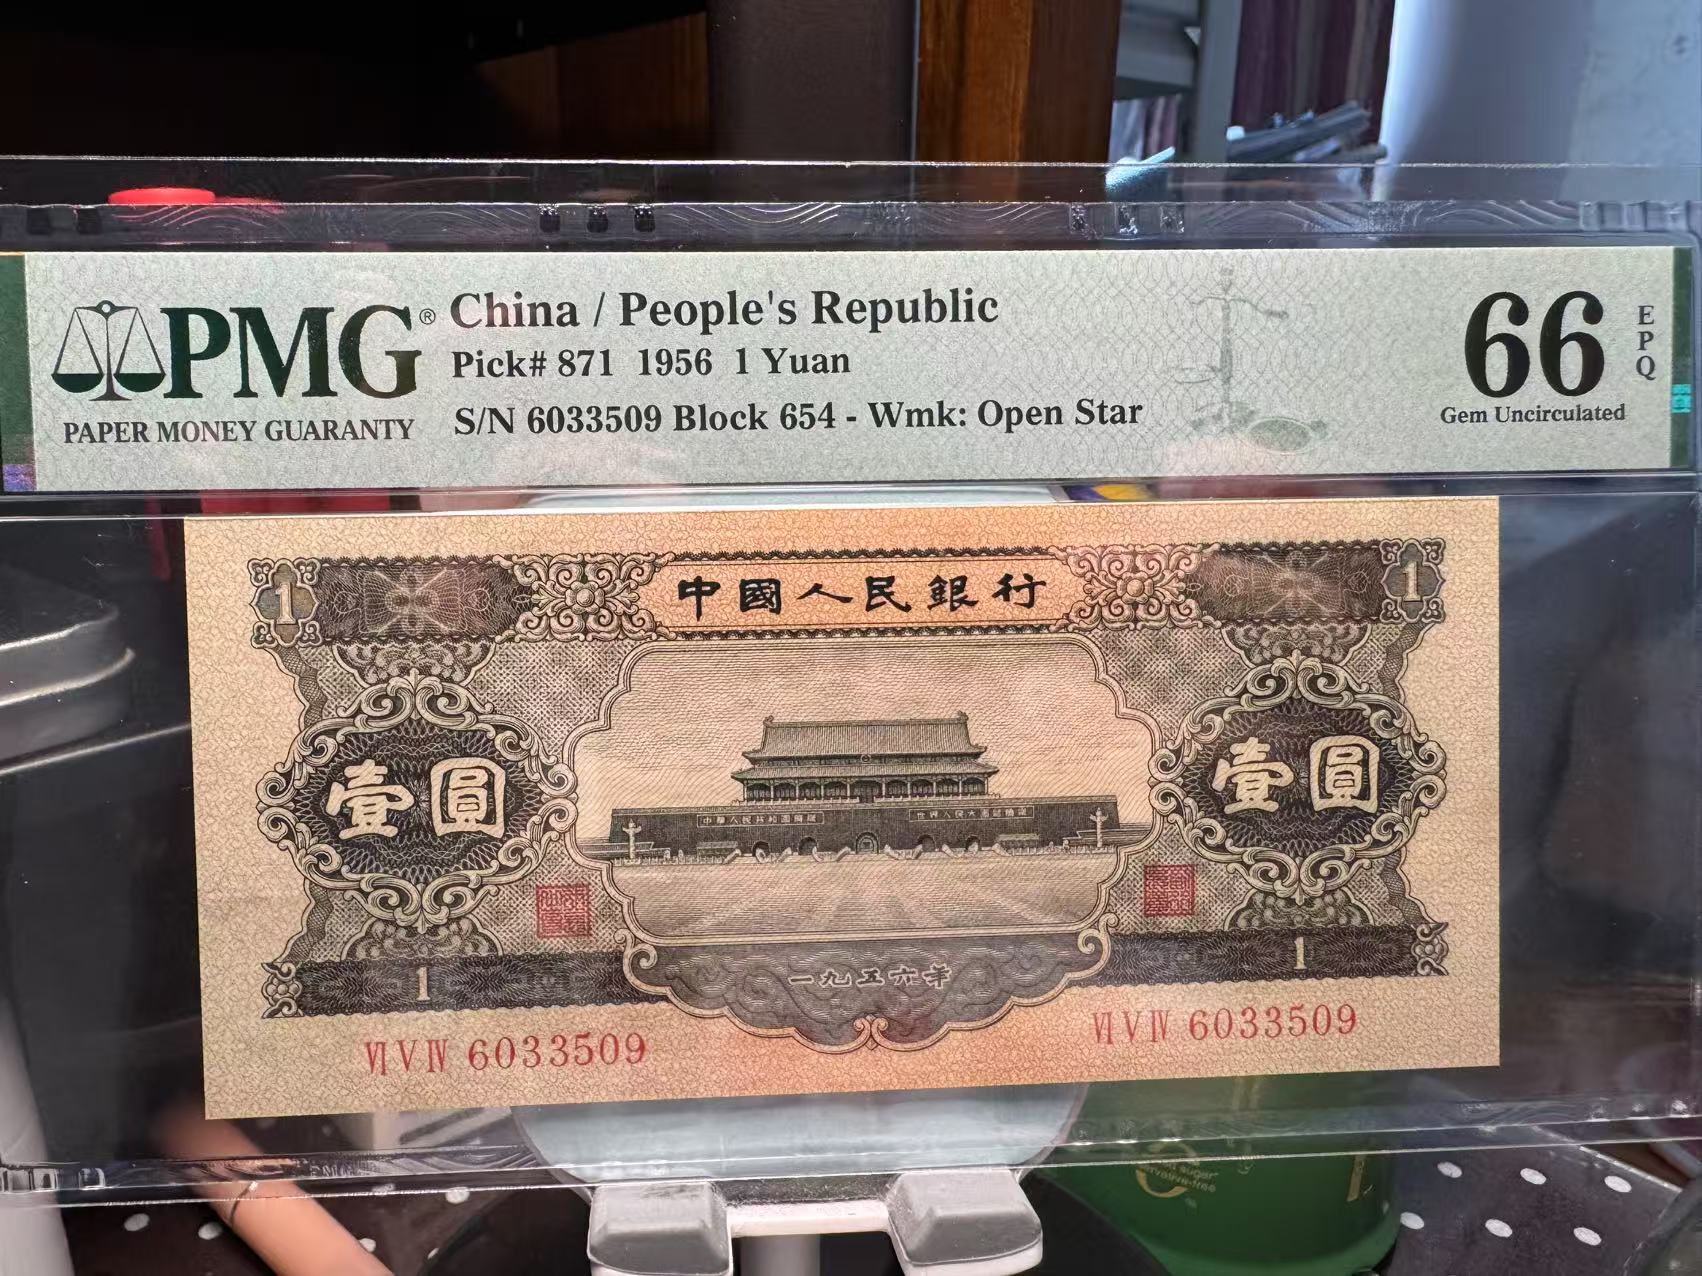 PMG® China / People's Republic
Pick# 871 1956 1 Yuan
PAPER MONEY GUARANTY
S/N 6033509 Block 654 - Wmk: Open Star
66 EPQ
Gem Uncirculated
1 中國人民銀行 1
壹圓 壹圓
1 一九五六年 1
VI V IV 6033509 VI V IV 6033509